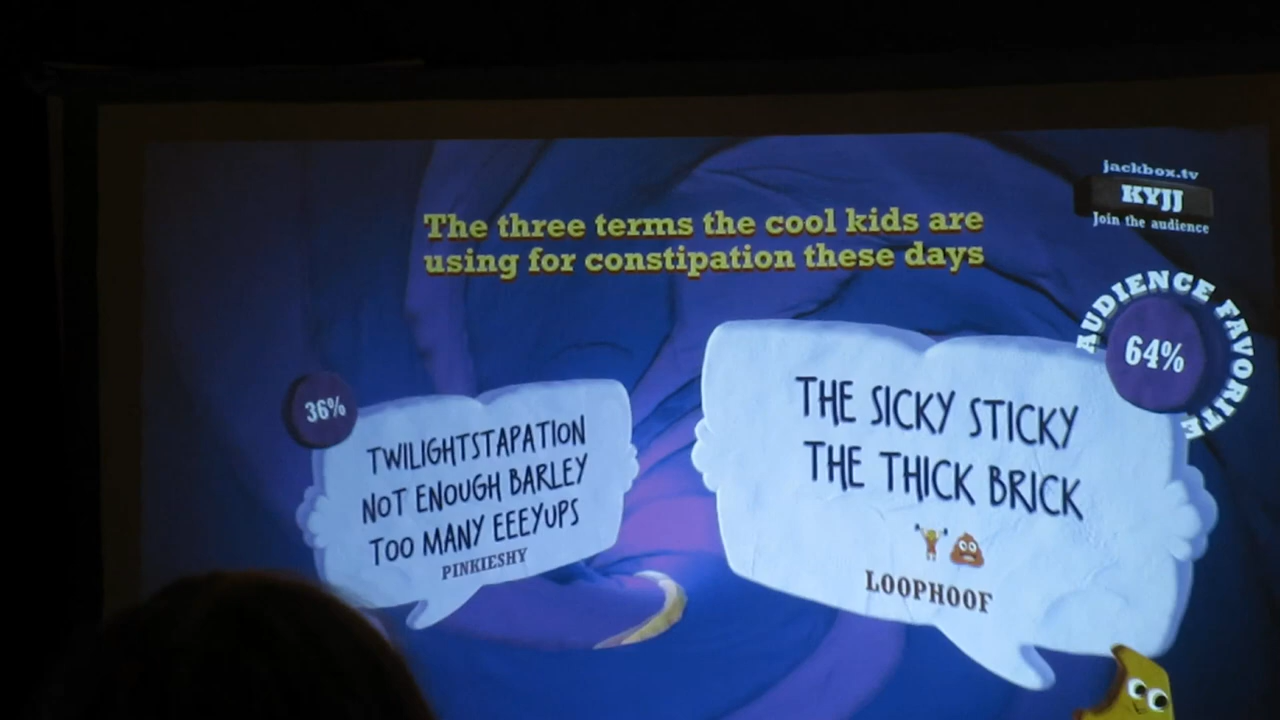 jackbox.tv
KYJJ
Join the audience
The three terms the cool kids are
using for constipation these days
AUDIENCE FAVORITE
64%
36%
TWILIGHTSTAPATION
NOT ENOUGH BARLEY
TOO MANY EEEYUPS
PINKIESHY
THE SICKY STICKY
THE THICK BRICK
LOOPHOOF